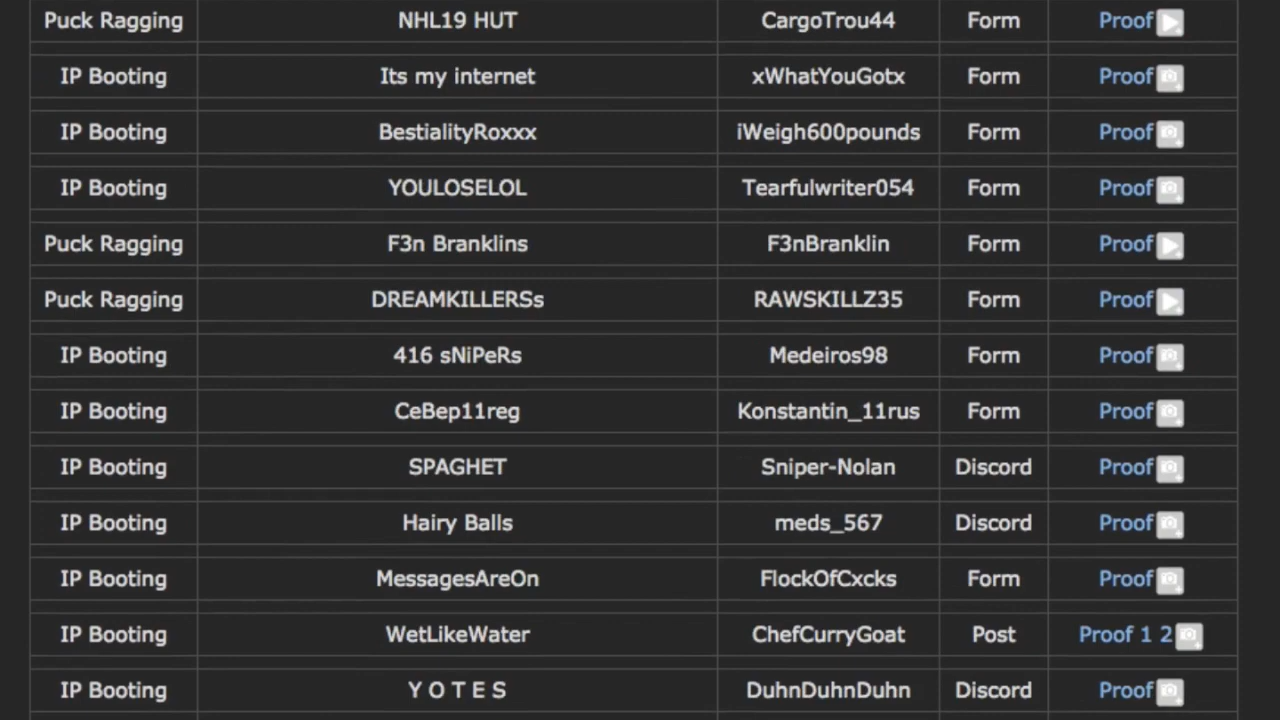 Puck Ragging NHL19 HUT CargoTrou44 Form Proof
IP Booting Its my internet xWhatYouGotx Form Proof
IP Booting BestialityRoxxx iWeigh600pounds Form Proof
IP Booting YOULOSELOL Tearfulwriter054 Form Proof
Puck Ragging F3n Branklins F3nBranklin Form Proof
Puck Ragging DREAMKILLERSs RAWSKILLZ35 Form Proof
IP Booting 416 sNiPeRs Medeiros98 Form Proof
IP Booting CeBep11reg Konstantin_11rus Form Proof
IP Booting SPAGHET Sniper-Nolan Discord Proof
IP Booting Hairy Balls meds_567 Discord Proof
IP Booting MessagesAreOn FlockOfCxcks Form Proof
IP Booting WetLikeWater ChefCurryGoat Post Proof 1 2
IP Booting Y O T E S DuhnDuhnDuhn Discord Proof